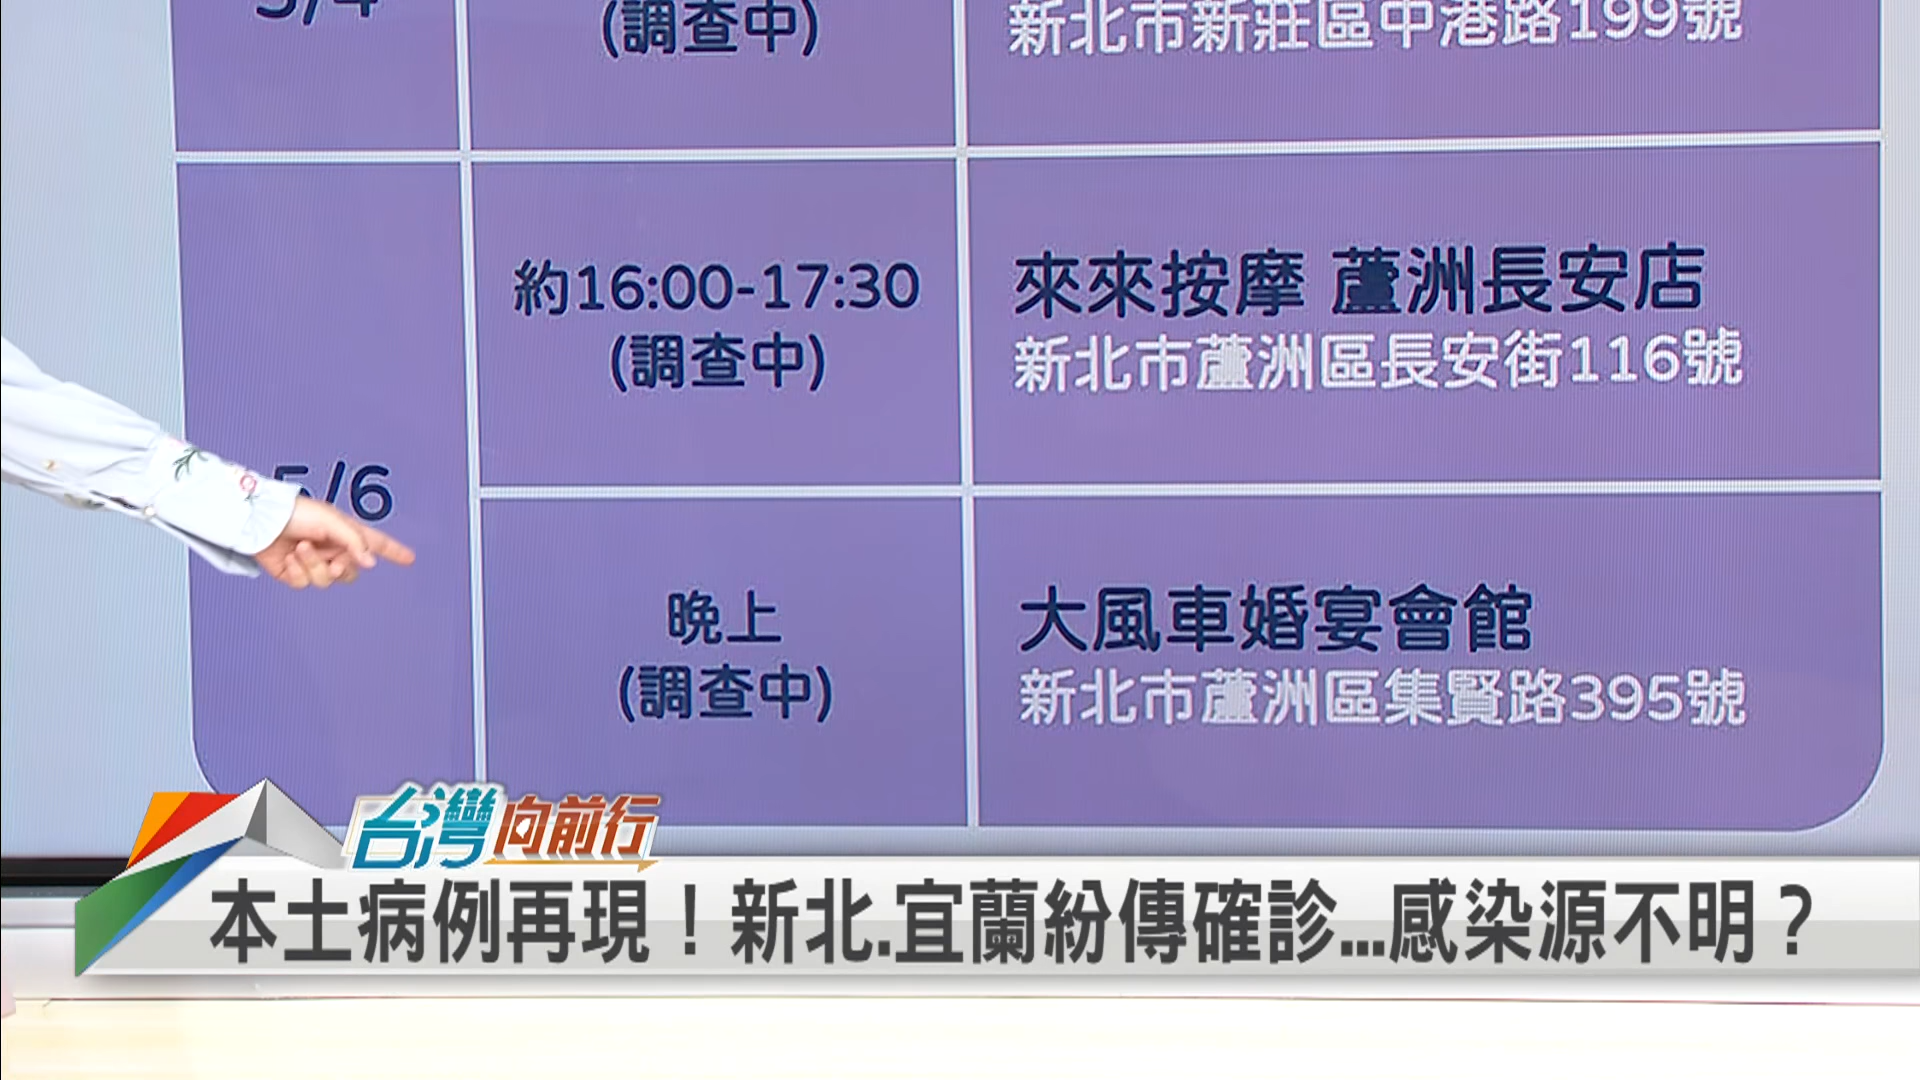 5/4
(調查中)
新北市新莊區中港路199號
約16:00-17:30
(調查中)
來來按摩 蘆洲長安店
新北市蘆洲區長安街116號
5/6
晚上
(調查中)
大風車婚宴會館
新北市蘆洲區集賢路395號
台灣向前行
本土病例再現！新北.宜蘭紛傳確診...感染源不明？